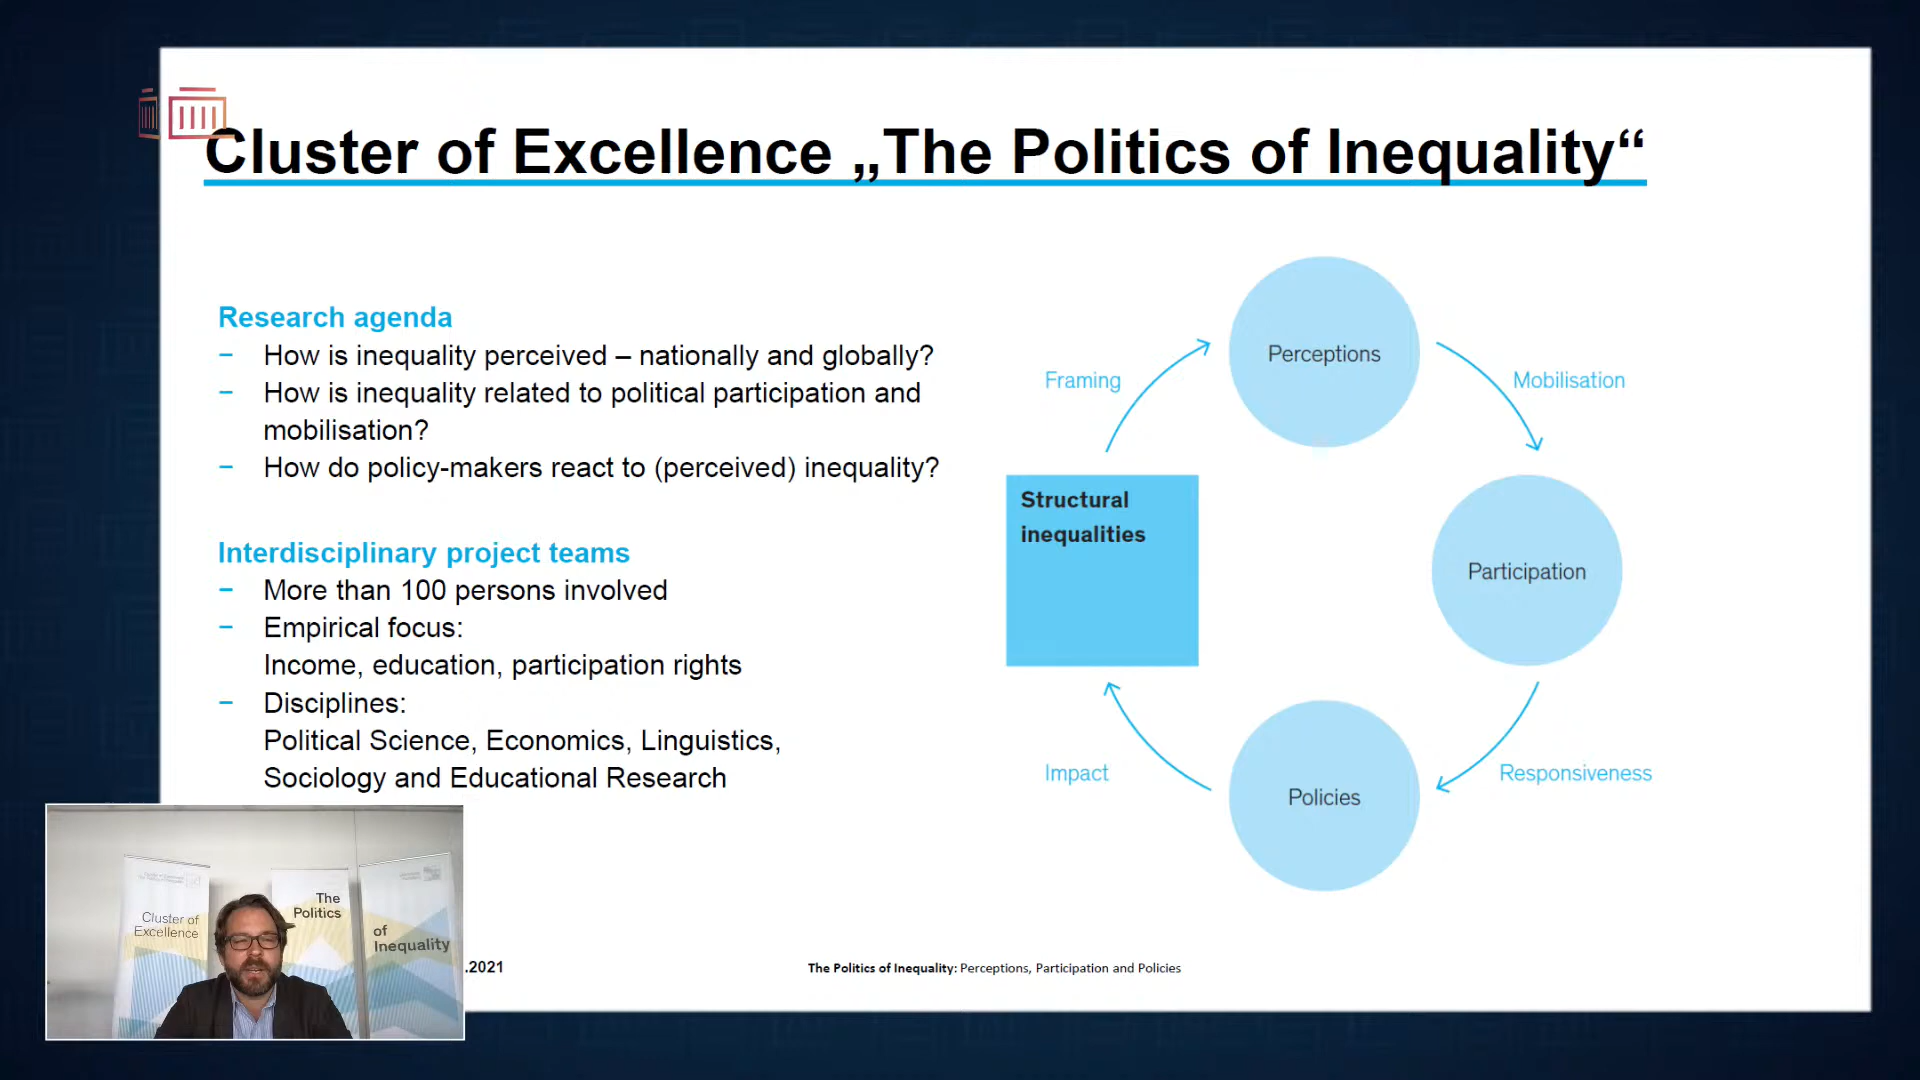 Cluster of Excellence „The Politics of Inequality“
Research agenda
− How is inequality perceived – nationally and globally?
− How is inequality related to political participation and
mobilisation?
− How do policy-makers react to (perceived) inequality?
Interdisciplinary project teams
− More than 100 persons involved
− Empirical focus:
Income, education, participation rights
− Disciplines:
Political Science, Economics, Linguistics,
Sociology and Educational Research
Perceptions
Framing
Mobilisation
Structural
inequalities
Participation
Impact
Responsiveness
Policies
Cluster of
Excellence
The
Politics
of
Inequality
.2021
The Politics of Inequality: Perceptions, Participation and Policies